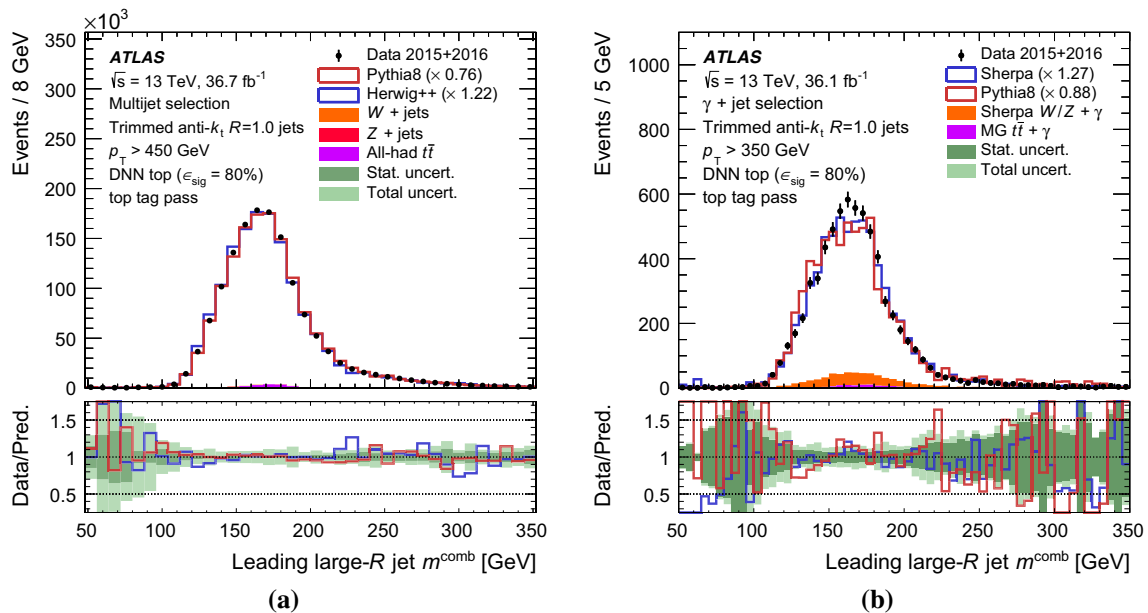 ×10³
Events / 8 GeV
350
300
250
200
150
100
50
0
ATLAS
√s = 13 TeV, 36.7 fb⁻¹
Multijet selection
Trimmed anti-kₜ R=1.0 jets
p_T > 450 GeV
DNN top (ϵ_sig = 80%)
top tag pass
Data 2015+2016
Pythia8 (× 0.76)
Herwig++ (× 1.22)
W + jets
Z + jets
All-had tt̄
Stat. uncert.
Total uncert.
Data/Pred.
1.5
1
0.5
50 100 150 200 250 300 350
Leading large-R jet m^comb [GeV]
(a)
Events / 5 GeV
1000
800
600
400
200
0
ATLAS
√s = 13 TeV, 36.1 fb⁻¹
γ + jet selection
Trimmed anti-kₜ R=1.0 jets
p_T > 350 GeV
DNN top (ϵ_sig = 80%)
top tag pass
Data 2015+2016
Sherpa (× 1.27)
Pythia8 (× 0.88)
Sherpa W/Z + γ
MG tt̄ + γ
Stat. uncert.
Total uncert.
Data/Pred.
1.5
1
0.5
50 100 150 200 250 300 350
Leading large-R jet m^comb [GeV]
(b)